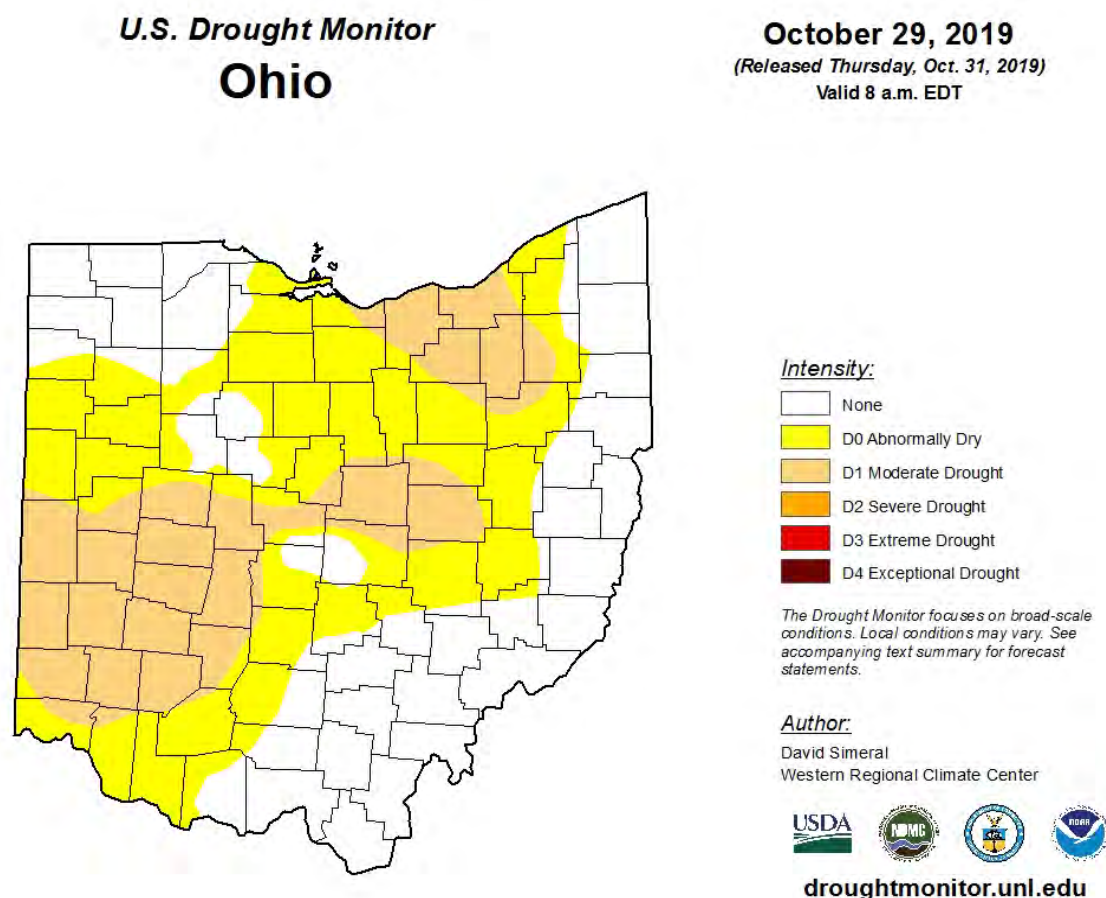 U.S. Drought Monitor
Ohio
October 29, 2019
(Released Thursday, Oct. 31, 2019)
Valid 8 a.m. EDT
Intensity:
None
D0 Abnormally Dry
D1 Moderate Drought
D2 Severe Drought
D3 Extreme Drought
D4 Exceptional Drought
The Drought Monitor focuses on broad-scale
conditions. Local conditions may vary. See
accompanying text summary for forecast
statements.
Author:
David Simeral
Western Regional Climate Center
USDA
NDMC
NOAA
droughtmonitor.unl.edu